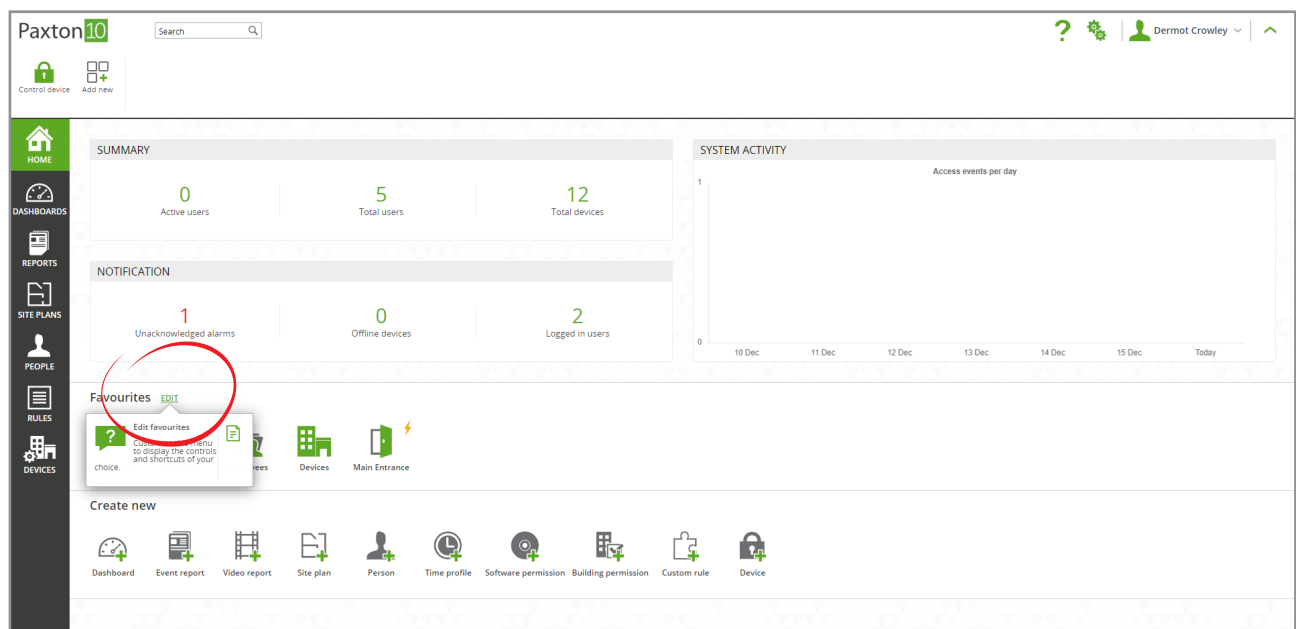 Paxton 10
Search
Dermot Crowley
Control device
Add new
HOME
DASHBOARDS
REPORTS
SITE PLANS
PEOPLE
RULES
DEVICES
SUMMARY
0
Active users
5
Total users
12
Total devices
NOTIFICATION
1
Unacknowledged alarms
0
Offline devices
2
Logged in users
SYSTEM ACTIVITY
Access events per day
1
0
10 Dec 11 Dec 12 Dec 13 Dec 14 Dec 15 Dec Today
Favourites EDIT
?
Edit favourites
to display the controls
and shortcuts of your
choice.
Devices
Main Entrance
Create new
Dashboard
Event report
Video report
Site plan
Person
Time profile
Software permission
Building permission
Custom rule
Device